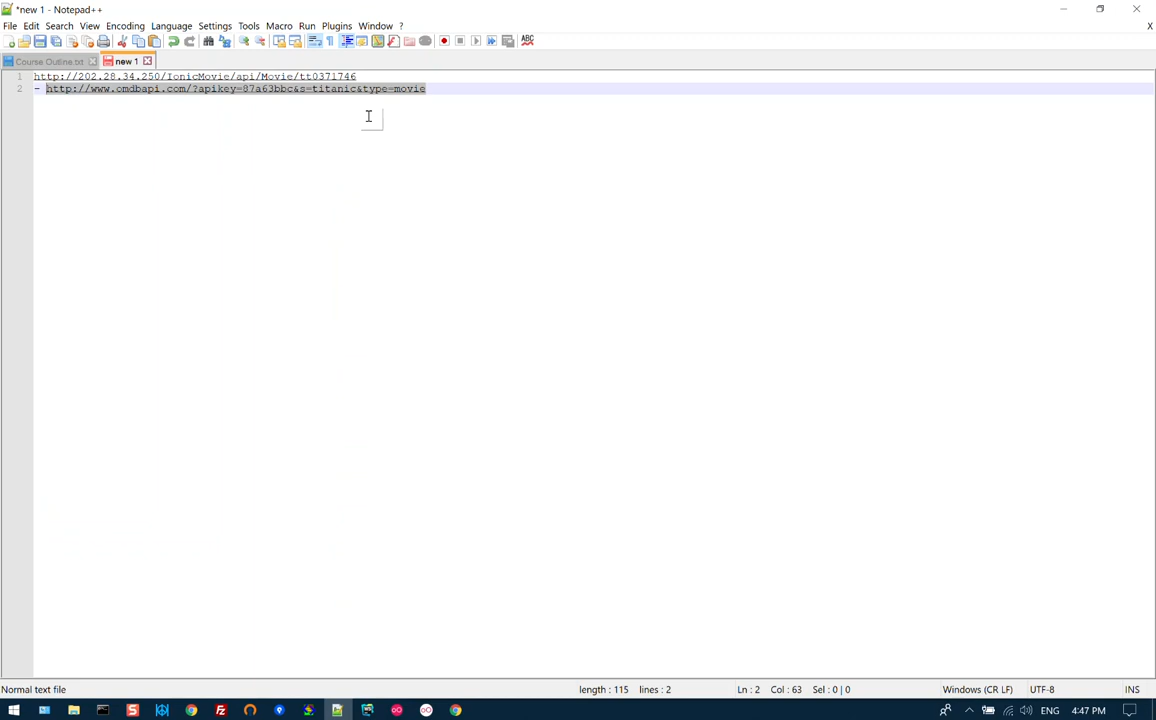 *new 1 - Notepad++
File Edit Search View Encoding Language Settings Tools Macro Run Plugins Window ? X
ABC
Course Outline.txt new 1
1 http://202.28.34.250/IonicMovie/api/Movie/tt0371746
2 - http://www.omdbapi.com/?apikey=87a63bbc&s=titanic&type=movie
Normal text file length : 115 lines : 2 Ln : 2 Col : 63 Sel : 0 | 0 Windows (CR LF) UTF-8 INS
ENG 4:47 PM